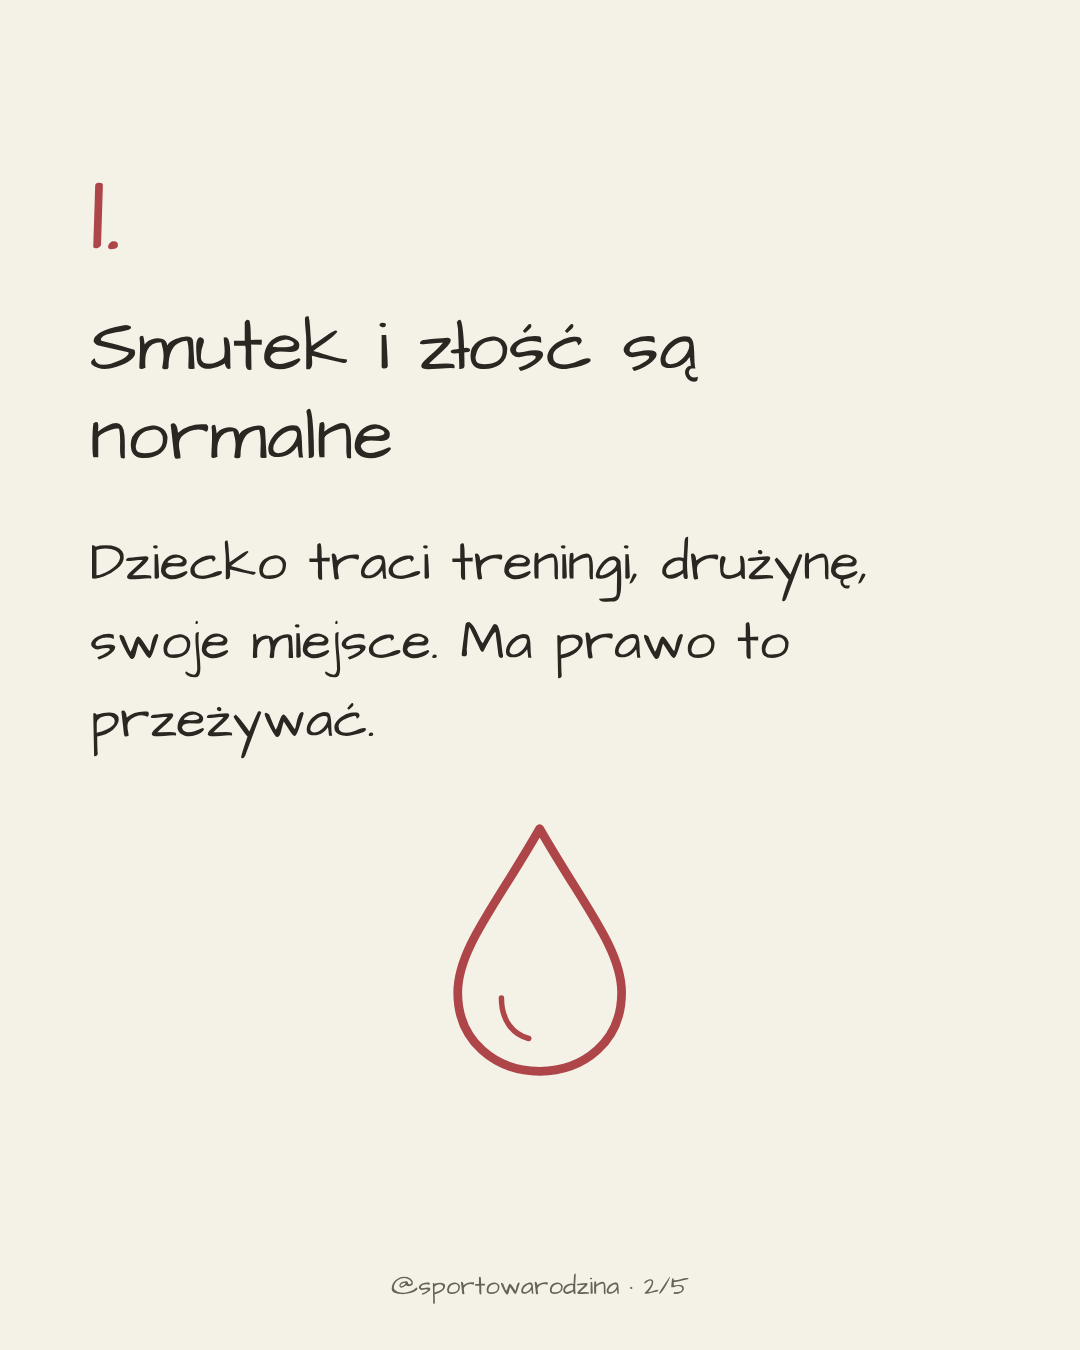 1.
Smutek i złość są
normalne
Dziecko traci treningi, drużynę,
swoje miejsce. Ma prawo to
przeżywać.
@sportowarodzina · 2/5